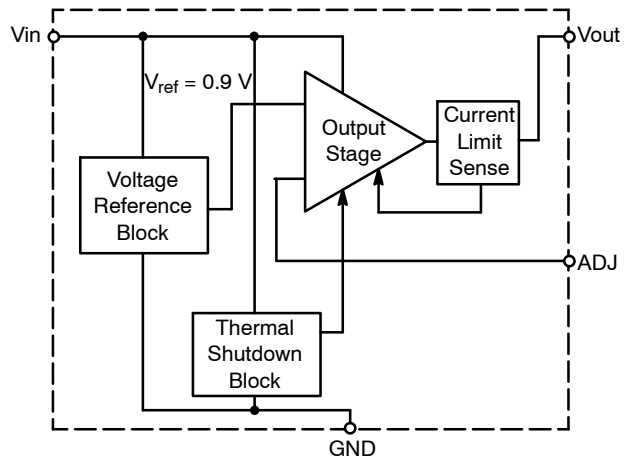 Vin
Vout
Vref = 0.9 V
Output
Stage
Current
Limit
Sense
Voltage
Reference
Block
ADJ
Thermal
Shutdown
Block
GND